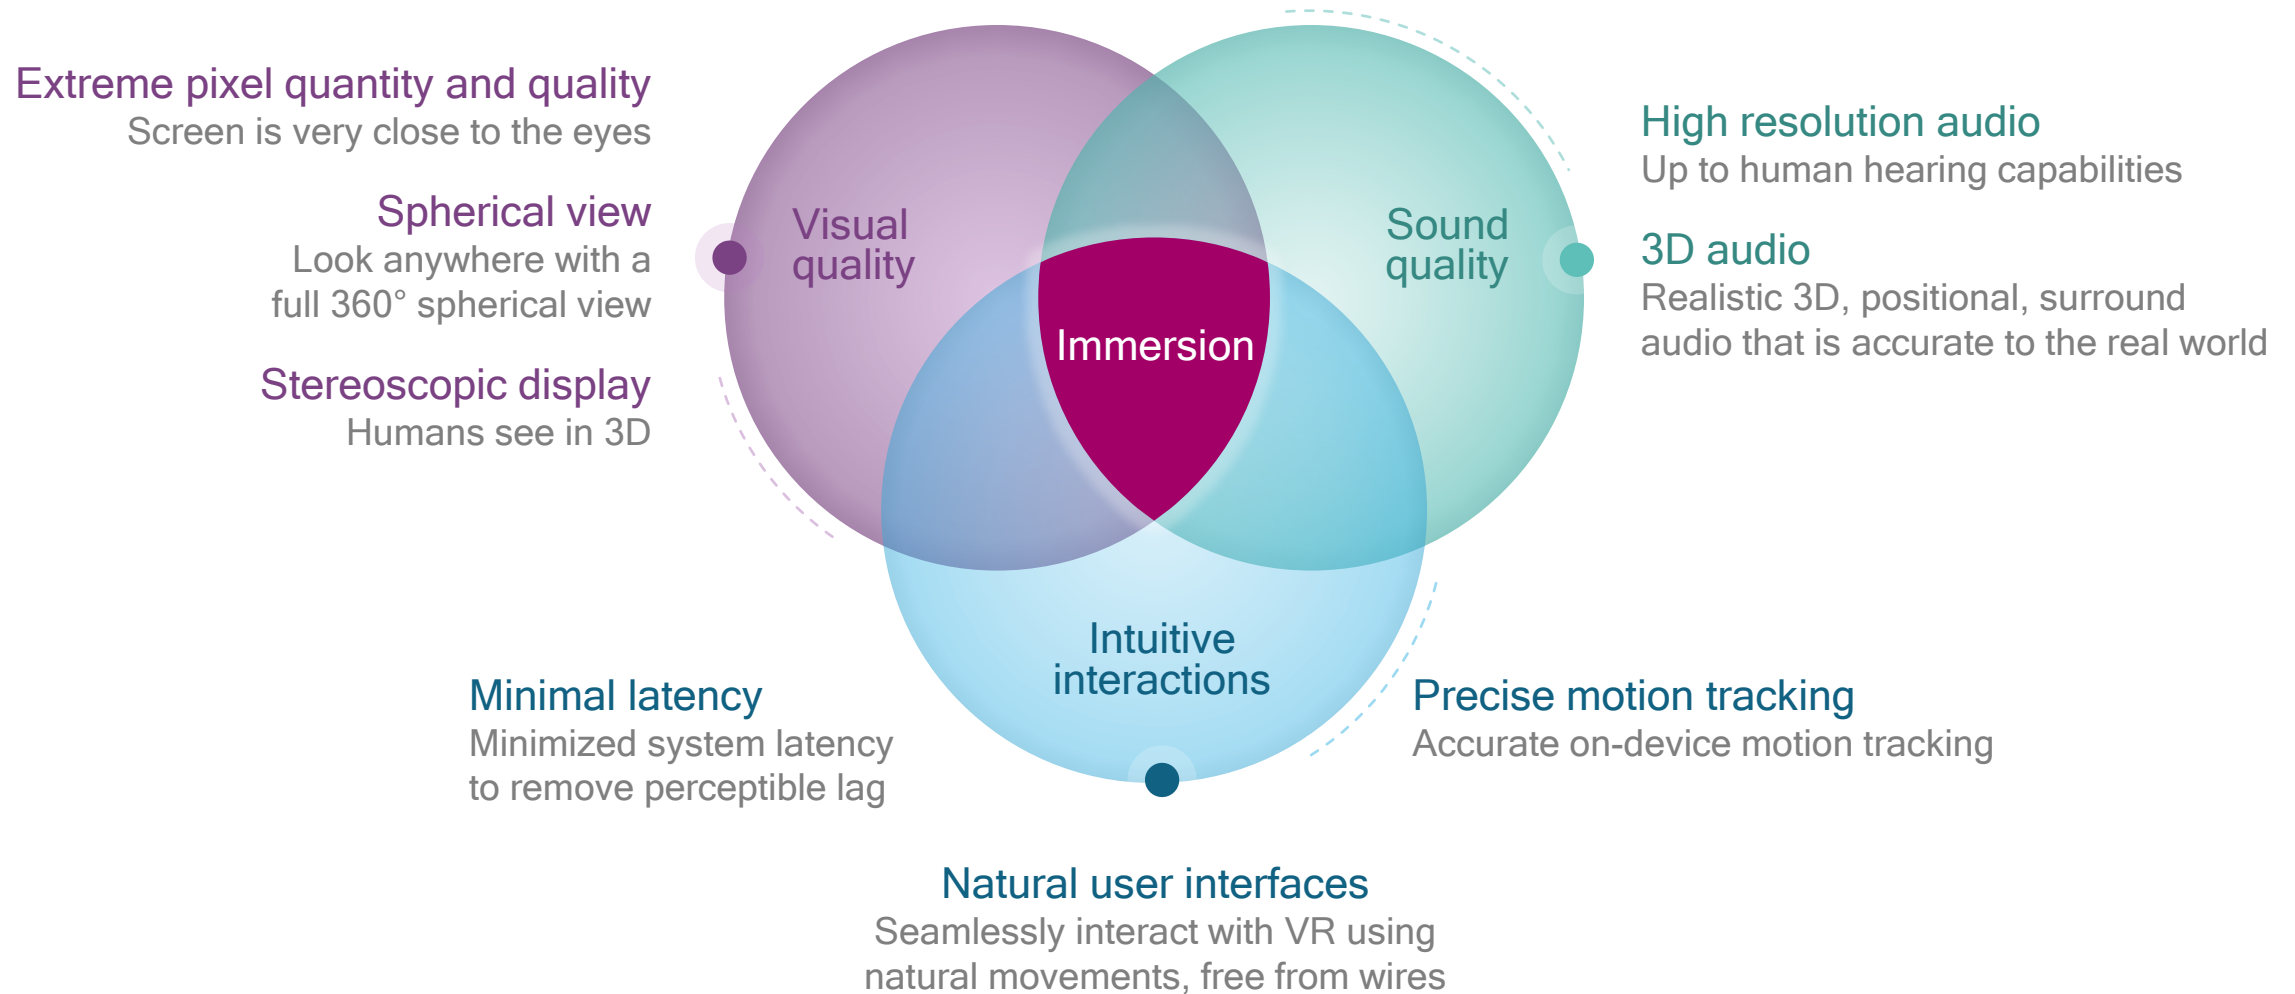 Extreme pixel quantity and quality
Screen is very close to the eyes
Spherical view
Look anywhere with a
full 360° spherical view
Stereoscopic display
Humans see in 3D
Visual
quality
Sound
quality
Immersion
High resolution audio
Up to human hearing capabilities
3D audio
Realistic 3D, positional, surround
audio that is accurate to the real world
Intuitive
interactions
Minimal latency
Minimized system latency
to remove perceptible lag
Precise motion tracking
Accurate on-device motion tracking
Natural user interfaces
Seamlessly interact with VR using
natural movements, free from wires